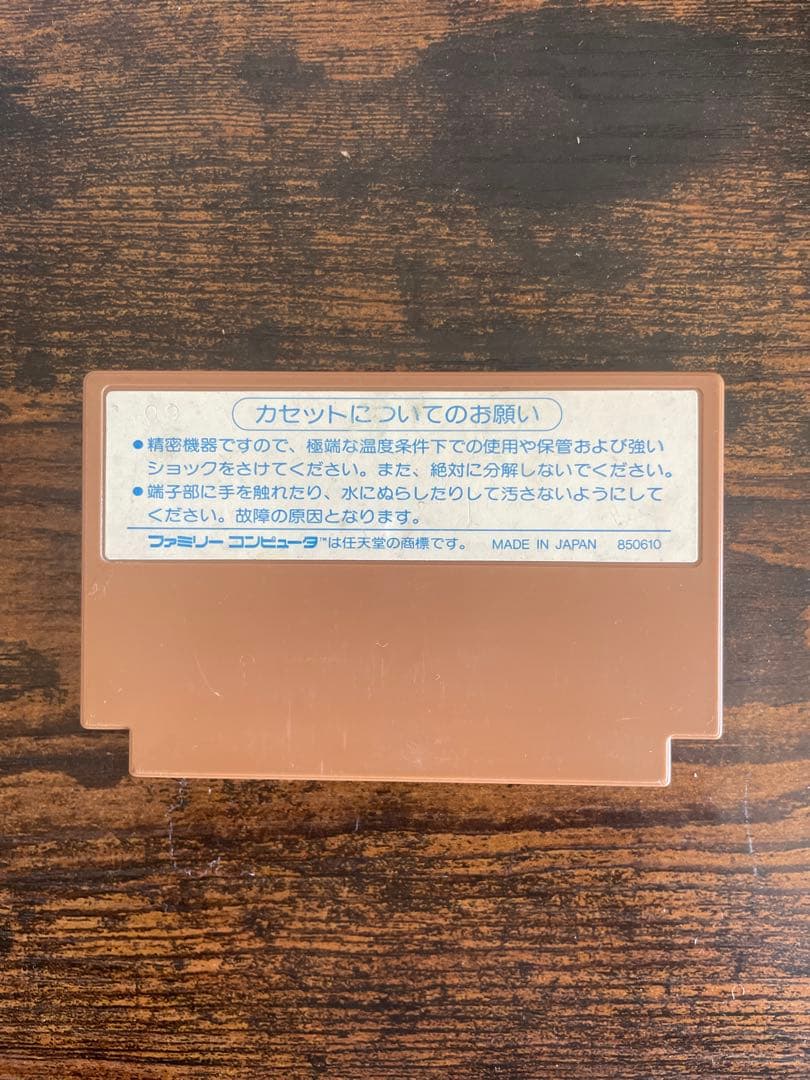 09
カセットについてのお願い
●精密機器ですので、極端な温度条件下での使用や保管および強い
ショックをさけてください。また、絶対に分解しないでください。
●端子部に手を触れたり、水にぬらしたりして汚さないようにして
ください。故障の原因となります。
ファミリー コンピュータ™は任天堂の商標です。 MADE IN JAPAN 850610